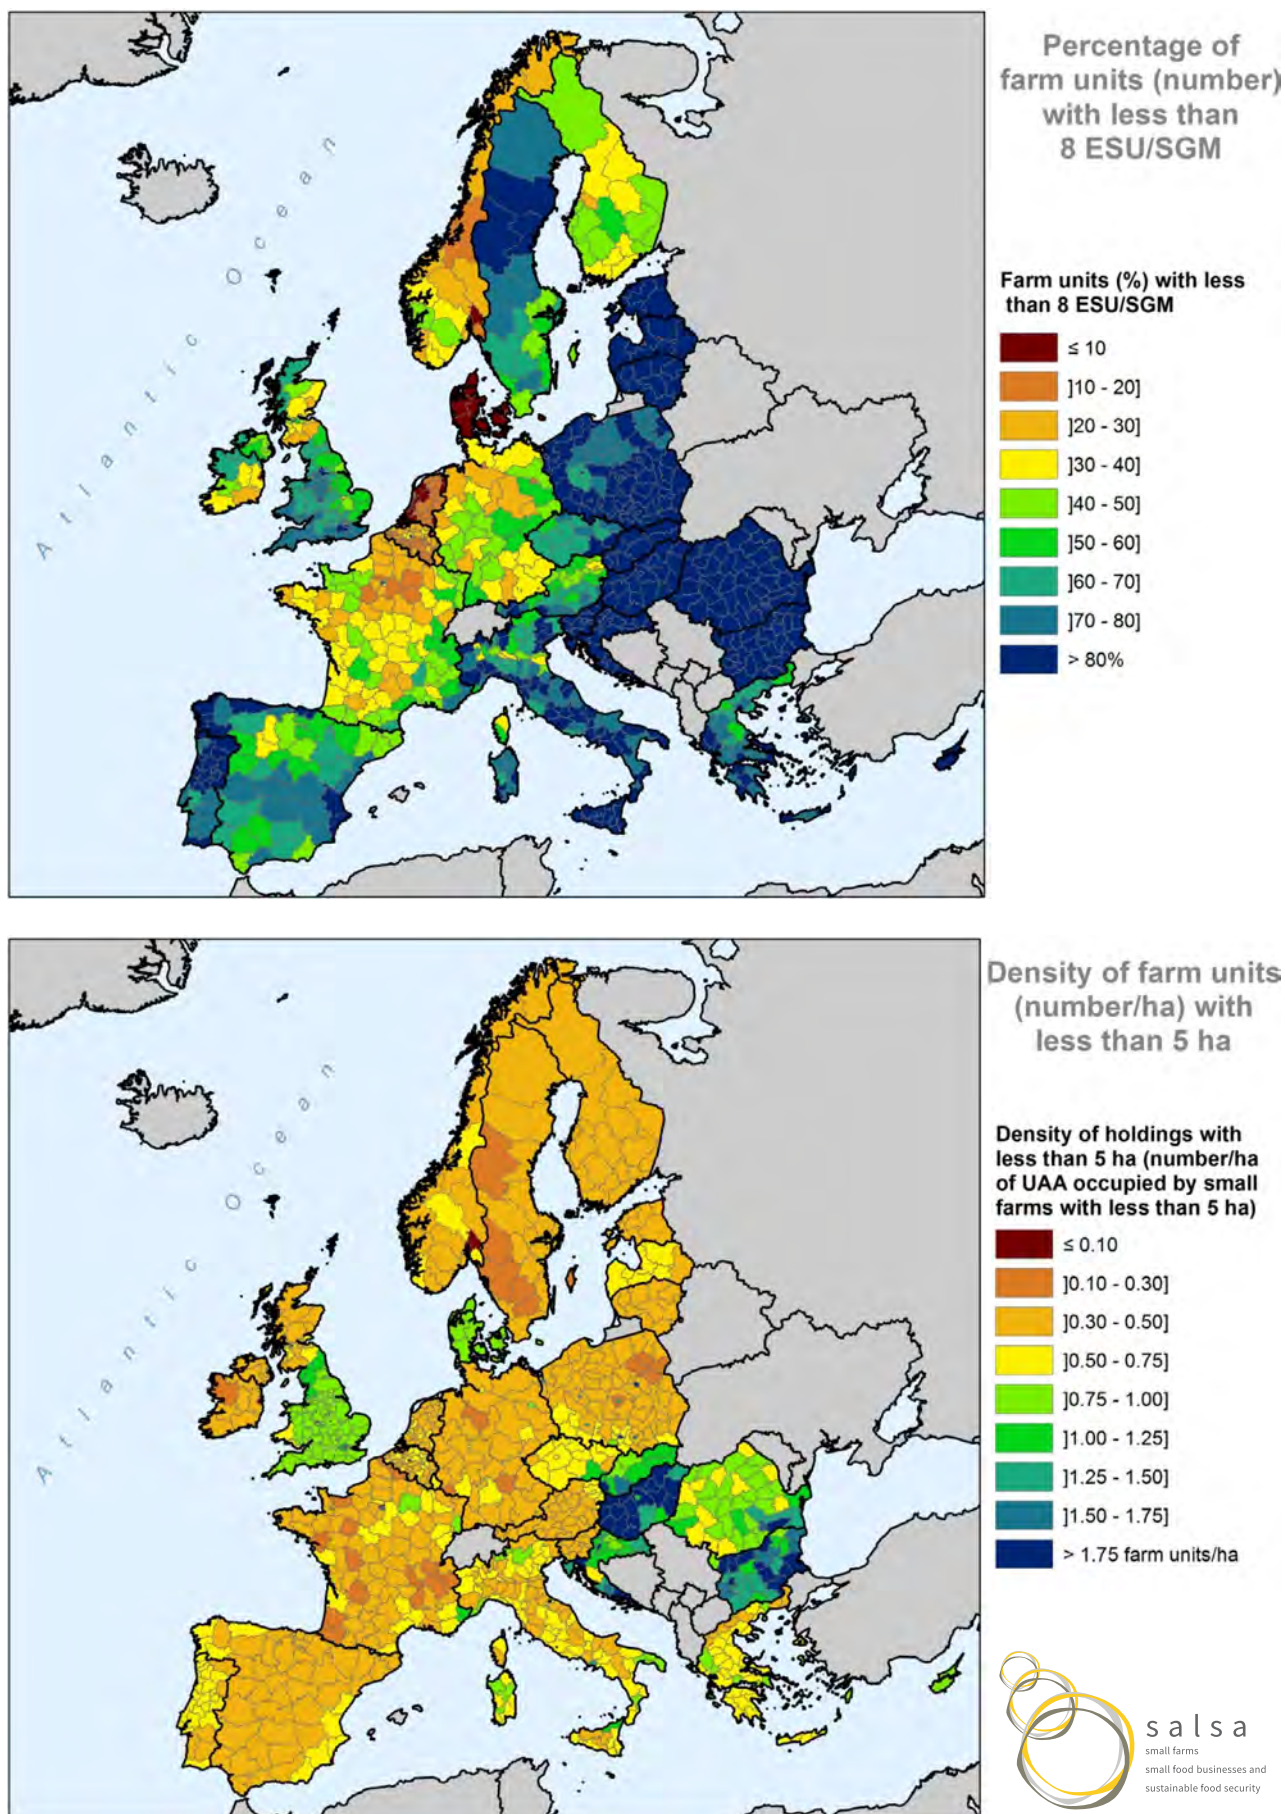 Percentage of
farm units (number)
with less than
8 ESU/SGM
Atlantic Ocean
Farm units (%) with less
than 8 ESU/SGM
≤ 10
]10 - 20]
]20 - 30]
]30 - 40]
]40 - 50]
]50 - 60]
]60 - 70]
]70 - 80]
> 80%
Density of farm units
(number/ha) with
less than 5 ha
Atlantic Ocean
Density of holdings with
less than 5 ha (number/ha
of UAA occupied by small
farms with less than 5 ha)
≤ 0.10
]0.10 - 0.30]
]0.30 - 0.50]
]0.50 - 0.75]
]0.75 - 1.00]
]1.00 - 1.25]
]1.25 - 1.50]
]1.50 - 1.75]
> 1.75 farm units/ha
salsa
small farms
small food businesses and
sustainable food security